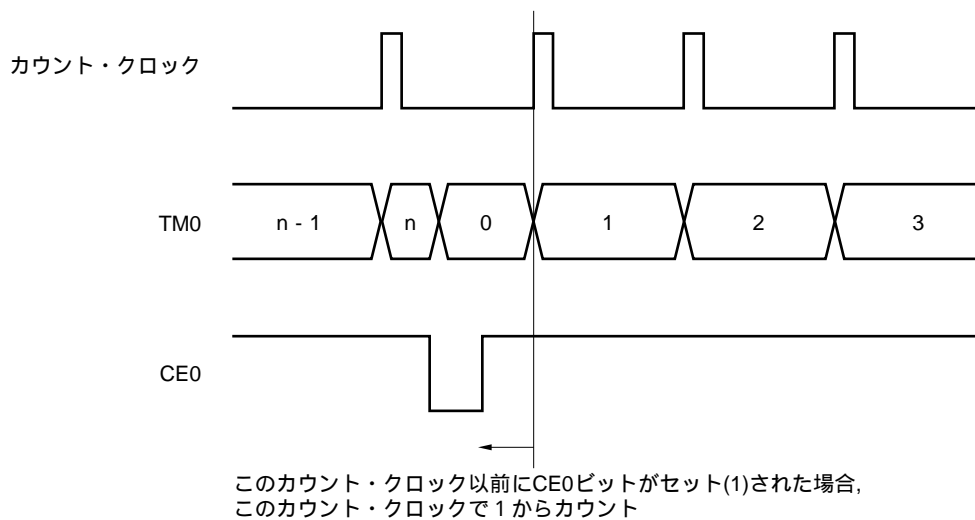 カウント・クロック
TM0
n - 1
n
0
1
2
3
CE0
このカウント・クロック以前にCE0ビットがセット(1)された場合,
このカウント・クロックで 1 からカウント